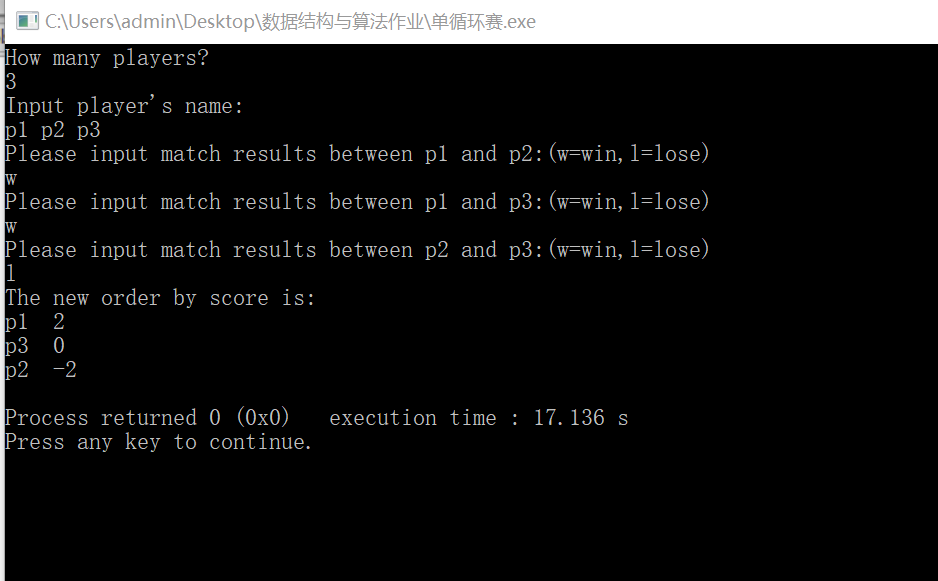 C:\Users\admin\Desktop\数据结构与算法作业\单循环赛.exe
How many players?
3
Input player's name:
p1 p2 p3
Please input match results between p1 and p2:(w=win,l=lose)
w
Please input match results between p1 and p3:(w=win,l=lose)
w
Please input match results between p2 and p3:(w=win,l=lose)
l
The new order by score is:
p1  2
p3  0
p2  -2
Process returned 0 (0x0)   execution time : 17.136 s
Press any key to continue.